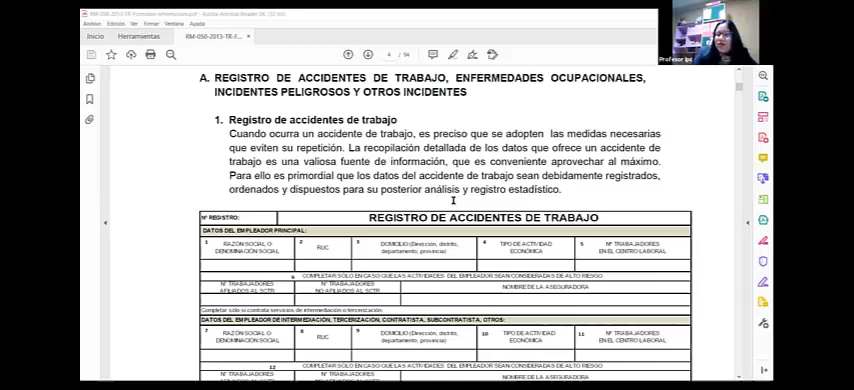 RM-050-2013-TR-Formatos referenciales.pdf - Adobe Acrobat Reader DC (32-bit)
Archivo Edición Ver Firmar Ventana Ayuda
Inicio Herramientas RM-050-2013-TR-F... ×
4 / 94
Profesor ipc
A. REGISTRO DE ACCIDENTES DE TRABAJO, ENFERMEDADES OCUPACIONALES,
INCIDENTES PELIGROSOS Y OTROS INCIDENTES
1. Registro de accidentes de trabajo
Cuando ocurra un accidente de trabajo, es preciso que se adopten las medidas necesarias
que eviten su repetición. La recopilación detallada de los datos que ofrece un accidente de
trabajo es una valiosa fuente de información, que es conveniente aprovechar al máximo.
Para ello es primordial que los datos del accidente de trabajo sean debidamente registrados,
ordenados y dispuestos para su posterior análisis y registro estadístico.
Nº REGISTRO: REGISTRO DE ACCIDENTES DE TRABAJO
DATOS DEL EMPLEADOR PRINCIPAL:
1 RAZÓN SOCIAL O DENOMINACIÓN SOCIAL
2 RUC
3 DOMICILIO (Dirección, distrito, departamento, provincia)
4 TIPO DE ACTIVIDAD ECONÓMICA
5 Nº TRABAJADORES EN EL CENTRO LABORAL
6 COMPLETAR SÓLO EN CASO QUE LAS ACTIVIDADES DEL EMPLEADOR SEAN CONSIDERADAS DE ALTO RIESGO
Nº TRABAJADORES AFILIADOS AL SCTR
Nº TRABAJADORES NO AFILIADOS AL SCTR
NOMBRE DE LA ASEGURADORA
Completar sólo si contrata servicios de intermediación o tercerización:
DATOS DEL EMPLEADOR DE INTERMEDIACIÓN, TERCERIZACIÓN, CONTRATISTA, SUBCONTRATISTA, OTROS:
7 RAZÓN SOCIAL O DENOMINACIÓN SOCIAL
8 RUC
9 DOMICILIO (Dirección, distrito, departamento, provincia)
10 TIPO DE ACTIVIDAD ECONÓMICA
11 Nº TRABAJADORES EN EL CENTRO LABORAL
12 COMPLETAR SÓLO EN CASO QUE LAS ACTIVIDADES DEL EMPLEADOR SEAN CONSIDERADAS DE ALTO RIESGO
Nº TRABAJADORES
Nº TRABAJADORES
NOMBRE DE LA ASEGURADORA